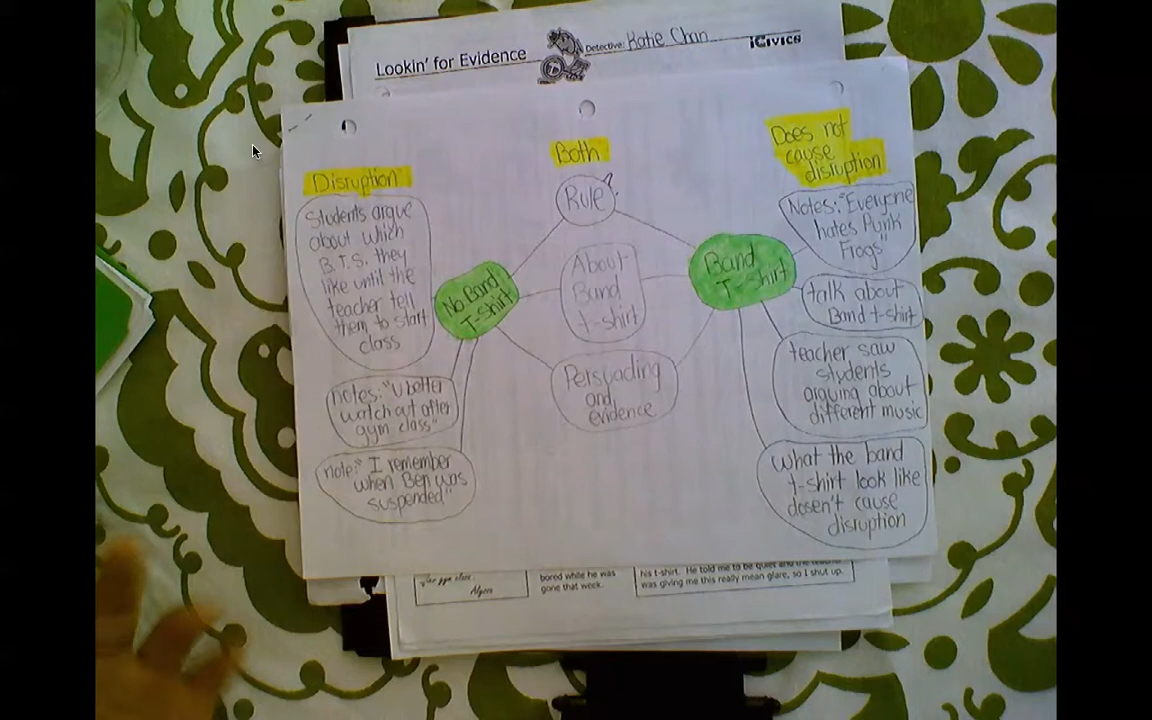 Lookin' for Evidence
Detective: Katie Chan
iCivics
Disruption
Students argue
about which
B.T.S. they
like until the
teacher tell
them to start
class
notes: "U better
watch out after
gym class"
note: "I remember
when Ben was
suspended"
No Band
T-Shirt
Both
Rule
About
Band
t-shirt
Persuading
and
evidence
Band
T-Shirt
Does not
cause
disruption
Notes: "Everyone
hates Punk
Frogs"
talk about
Band t-shirt
teacher saw
students
arguing about
different music
What the band
t-shirt look like
dosen't cause
disruption
bored while he was
gone that week.
his t-shirt. He told me to be quiet and the
was giving me this really mean glare, so I shut up.